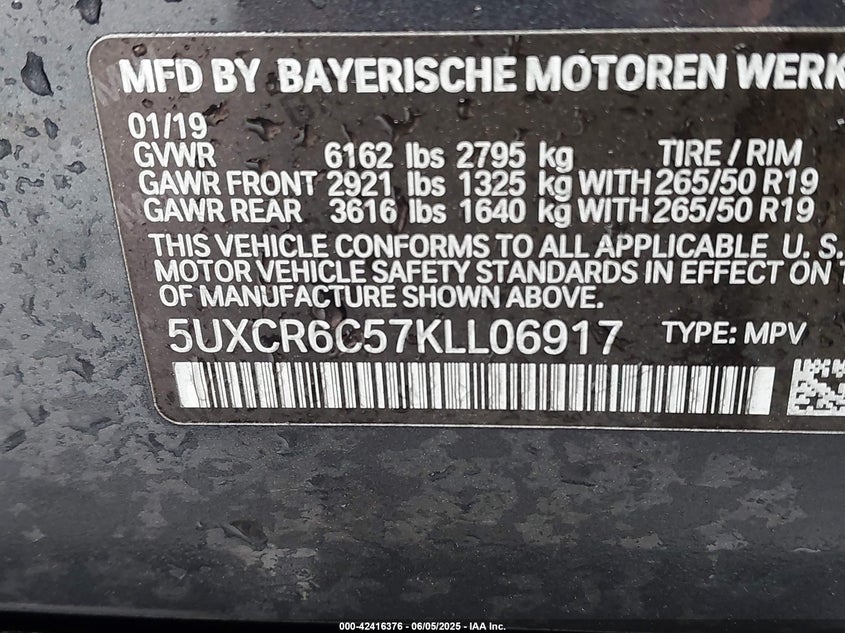 MFD BY BAYERISCHE MOTOREN WERK
01/19
GVWR 6162 lbs 2795 kg TIRE / RIM
GAWR FRONT 2921 lbs 1325 kg WITH 265/50 R19
GAWR REAR 3616 lbs 1640 kg WITH 265/50 R19
THIS VEHICLE CONFORMS TO ALL APPLICABLE U. S.
MOTOR VEHICLE SAFETY STANDARDS IN EFFECT ON T
OF MANUFACTURE SHOWN ABOVE.
5UXCR6C57KLL06917 TYPE: MPV
000-42416376 - 06/05/2025 - IAA Inc.